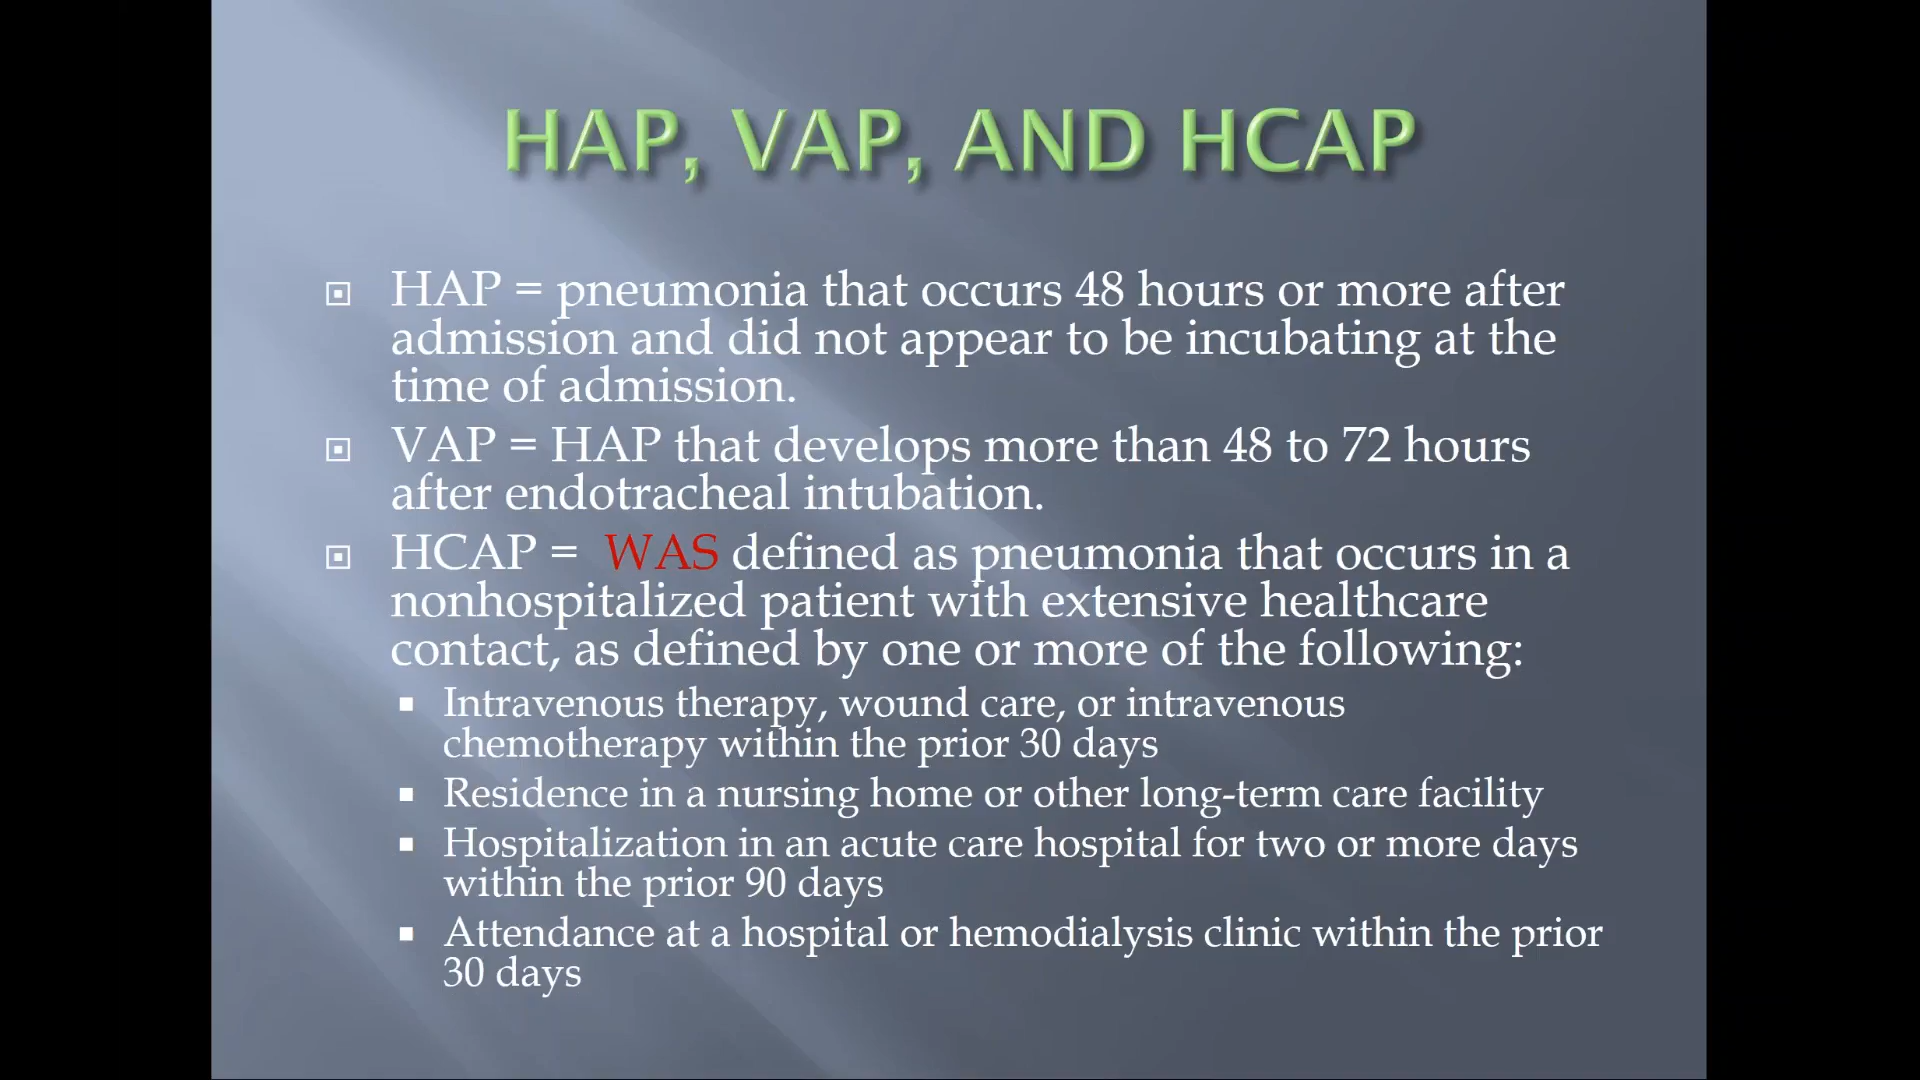 HAP, VAP, AND HCAP
HAP = pneumonia that occurs 48 hours or more after
admission and did not appear to be incubating at the
time of admission.
VAP = HAP that develops more than 48 to 72 hours
after endotracheal intubation.
HCAP = WAS defined as pneumonia that occurs in a
nonhospitalized patient with extensive healthcare
contact, as defined by one or more of the following:
Intravenous therapy, wound care, or intravenous
chemotherapy within the prior 30 days
Residence in a nursing home or other long-term care facility
Hospitalization in an acute care hospital for two or more days
within the prior 90 days
Attendance at a hospital or hemodialysis clinic within the prior
30 days